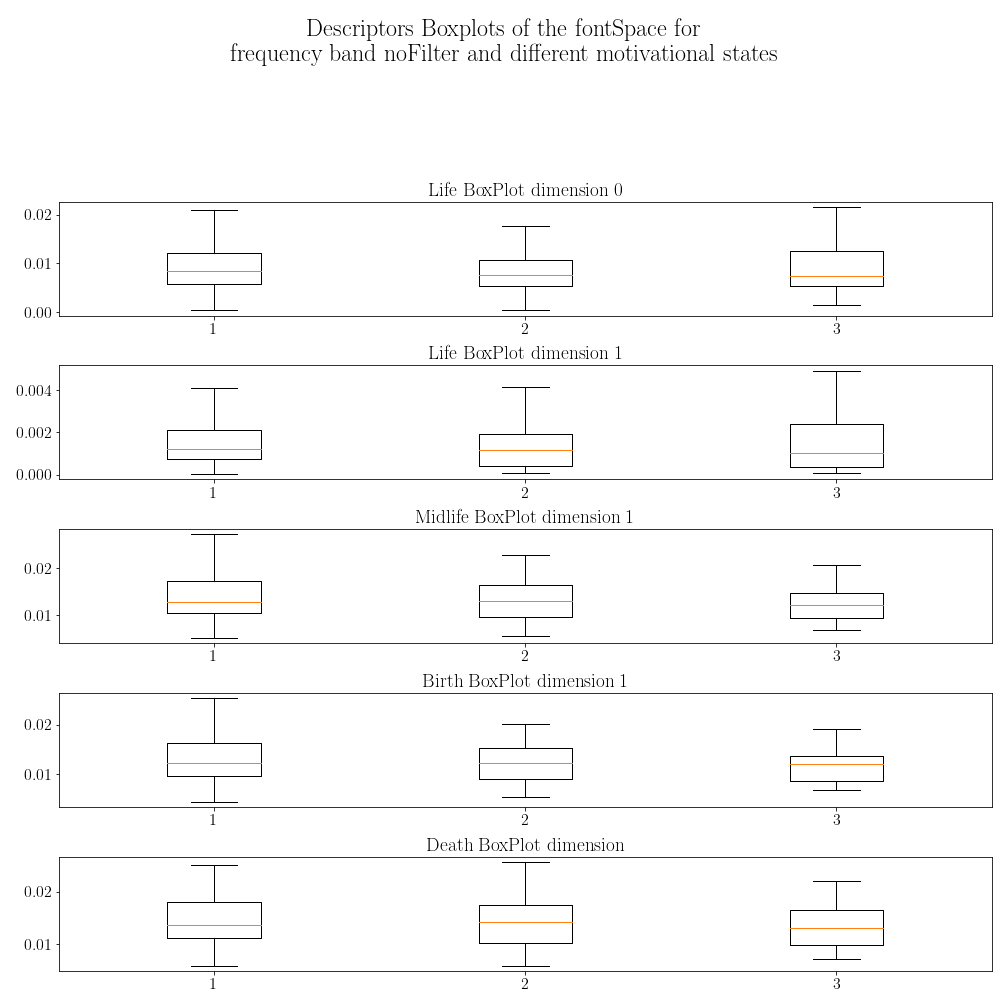 Descriptors Boxplots of the fontSpace for
frequency band noFilter and different motivational states
Life BoxPlot dimension 0
0.02
0.01
0.00
1 2 3
Life BoxPlot dimension 1
0.004
0.002
0.000
1 2 3
Midlife BoxPlot dimension 1
0.02
0.01
1 2 3
Birth BoxPlot dimension 1
0.02
0.01
1 2 3
Death BoxPlot dimension
0.02
0.01
1 2 3